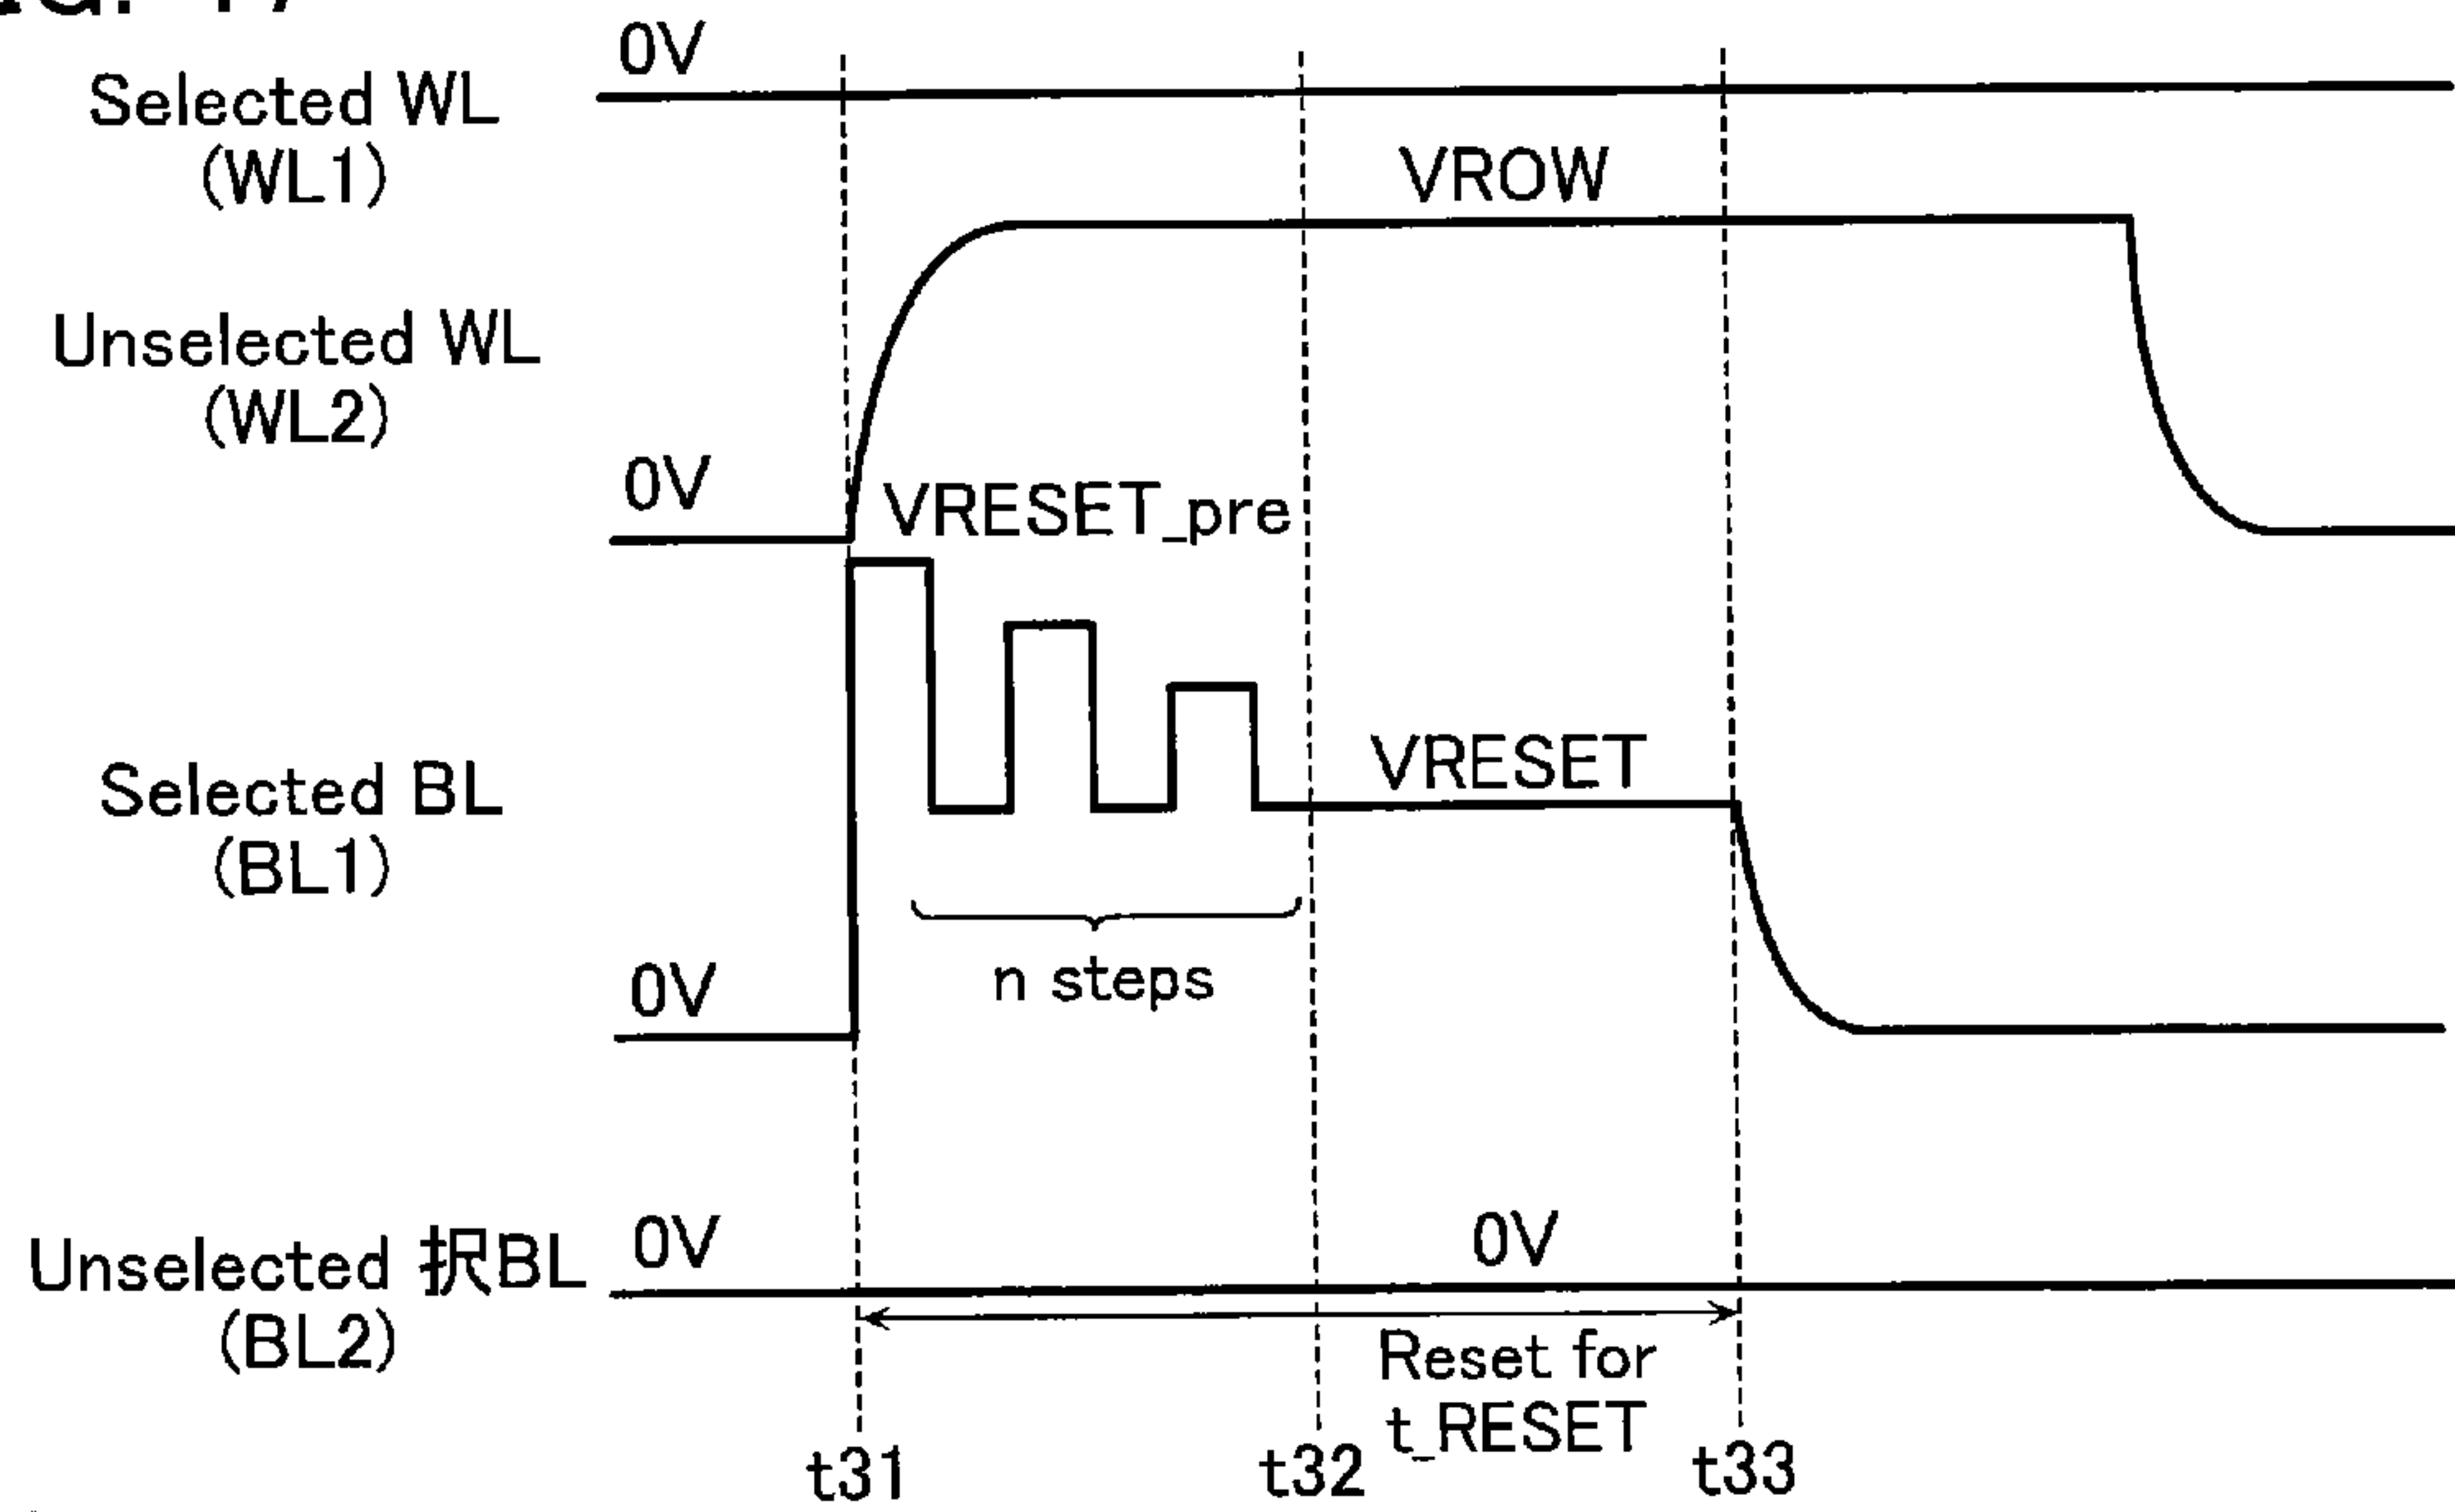 0V
Selected WL
(WL1)
VROW
Unselected WL
(WL2)
0V
VRESET_pre
Selected BL
(BL1)
VRESET
n steps
0V
Unselected 択BL
(BL2)
0V
0V
Reset for
t_RESET
t31
t32
t33